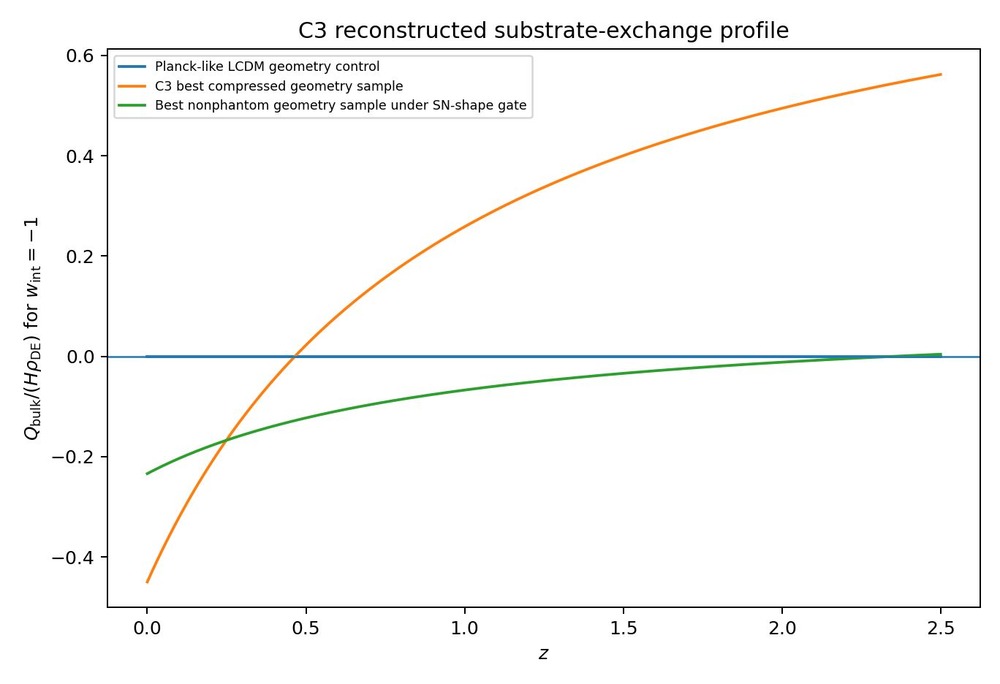 C3 reconstructed substrate-exchange profile
Planck-like LCDM geometry control
C3 best compressed geometry sample
Best nonphantom geometry sample under SN-shape gate
Q_bulk/(Hρ_DE) for w_int = −1
0.6
0.4
0.2
0.0
−0.2
−0.4
0.0 0.5 1.0 1.5 2.0 2.5
z